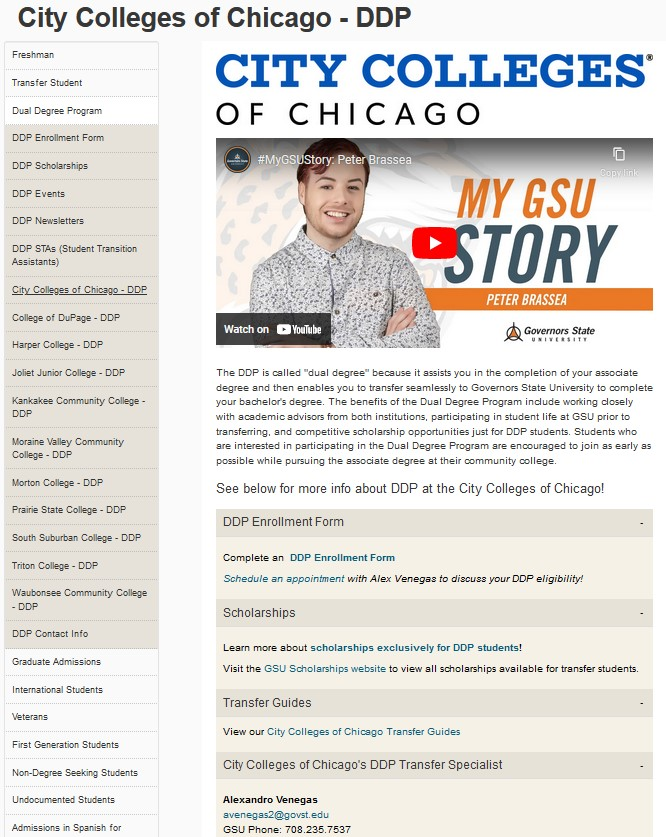 City Colleges of Chicago - DDP
Freshman
Transfer Student
Dual Degree Program
DDP Enrollment Form
DDP Scholarships
DDP Events
DDP Newsletters
DDP STAs (Student Transition
Assistants)
City Colleges of Chicago - DDP
College of DuPage - DDP
Harper College - DDP
Joliet Junior College - DDP
Kankakee Community College -
DDP
Moraine Valley Community
College - DDP
Morton College - DDP
Prairie State College - DDP
South Suburban College - DDP
Triton College - DDP
Waubonsee Community College
- DDP
DDP Contact Info
Graduate Admissions
International Students
Veterans
First Generation Students
Non-Degree Seeking Students
Undocumented Students
Admissions in Spanish for
CITY COLLEGES®
OF CHICAGO
#MyGSUStory: Peter Brassea
Copy link
MY GSU
STORY
PETER BRASSEA
Watch on YouTube
Governors State
UNIVERSITY
The DDP is called "dual degree" because it assists you in the completion of your associate
degree and then enables you to transfer seamlessly to Governors State University to complete
your bachelor's degree. The benefits of the Dual Degree Program include working closely
with academic advisors from both institutions, participating in student life at GSU prior to
transferring, and competitive scholarship opportunities just for DDP students. Students who
are interested in participating in the Dual Degree Program are encouraged to join as early as
possible while pursuing the associate degree at their community college.
See below for more info about DDP at the City Colleges of Chicago!
DDP Enrollment Form -
Complete an DDP Enrollment Form
Schedule an appointment with Alex Venegas to discuss your DDP eligibility!
Scholarships -
Learn more about scholarships exclusively for DDP students!
Visit the GSU Scholarships website to view all scholarships available for transfer students.
Transfer Guides -
View our City Colleges of Chicago Transfer Guides
City Colleges of Chicago's DDP Transfer Specialist -
Alexandro Venegas
avenegas2@govst.edu
GSU Phone: 708.235.7537